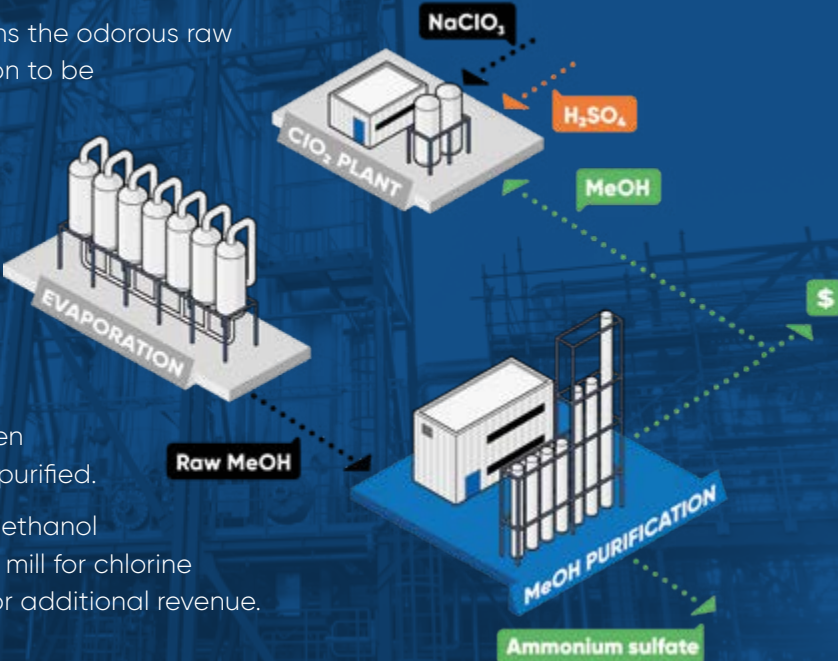 ns the odorous raw
on to be
en
purified.
ethanol
mill for chlorine
or additional revenue.
NaClO₃
H₂SO₄
ClO₂ PLANT
MeOH
EVAPORATION
$
Raw MeOH
MeOH PURIFICATION
Ammonium sulfate